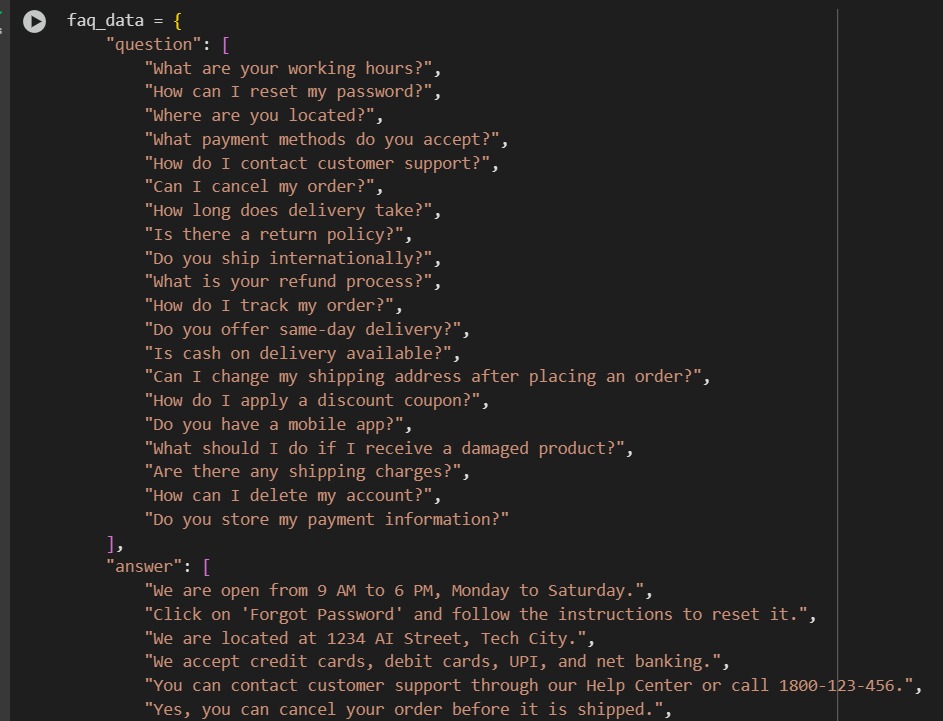 faq_data = {
"question": [
"What are your working hours?",
"How can I reset my password?",
"Where are you located?",
"What payment methods do you accept?",
"How do I contact customer support?",
"Can I cancel my order?",
"How long does delivery take?",
"Is there a return policy?",
"Do you ship internationally?",
"What is your refund process?",
"How do I track my order?",
"Do you offer same-day delivery?",
"Is cash on delivery available?",
"Can I change my shipping address after placing an order?",
"How do I apply a discount coupon?",
"Do you have a mobile app?",
"What should I do if I receive a damaged product?",
"Are there any shipping charges?",
"How can I delete my account?",
"Do you store my payment information?"
],
"answer": [
"We are open from 9 AM to 6 PM, Monday to Saturday.",
"Click on 'Forgot Password' and follow the instructions to reset it.",
"We are located at 1234 AI Street, Tech City.",
"We accept credit cards, debit cards, UPI, and net banking.",
"You can contact customer support through our Help Center or call 1800-123-456.",
"Yes, you can cancel your order before it is shipped.",